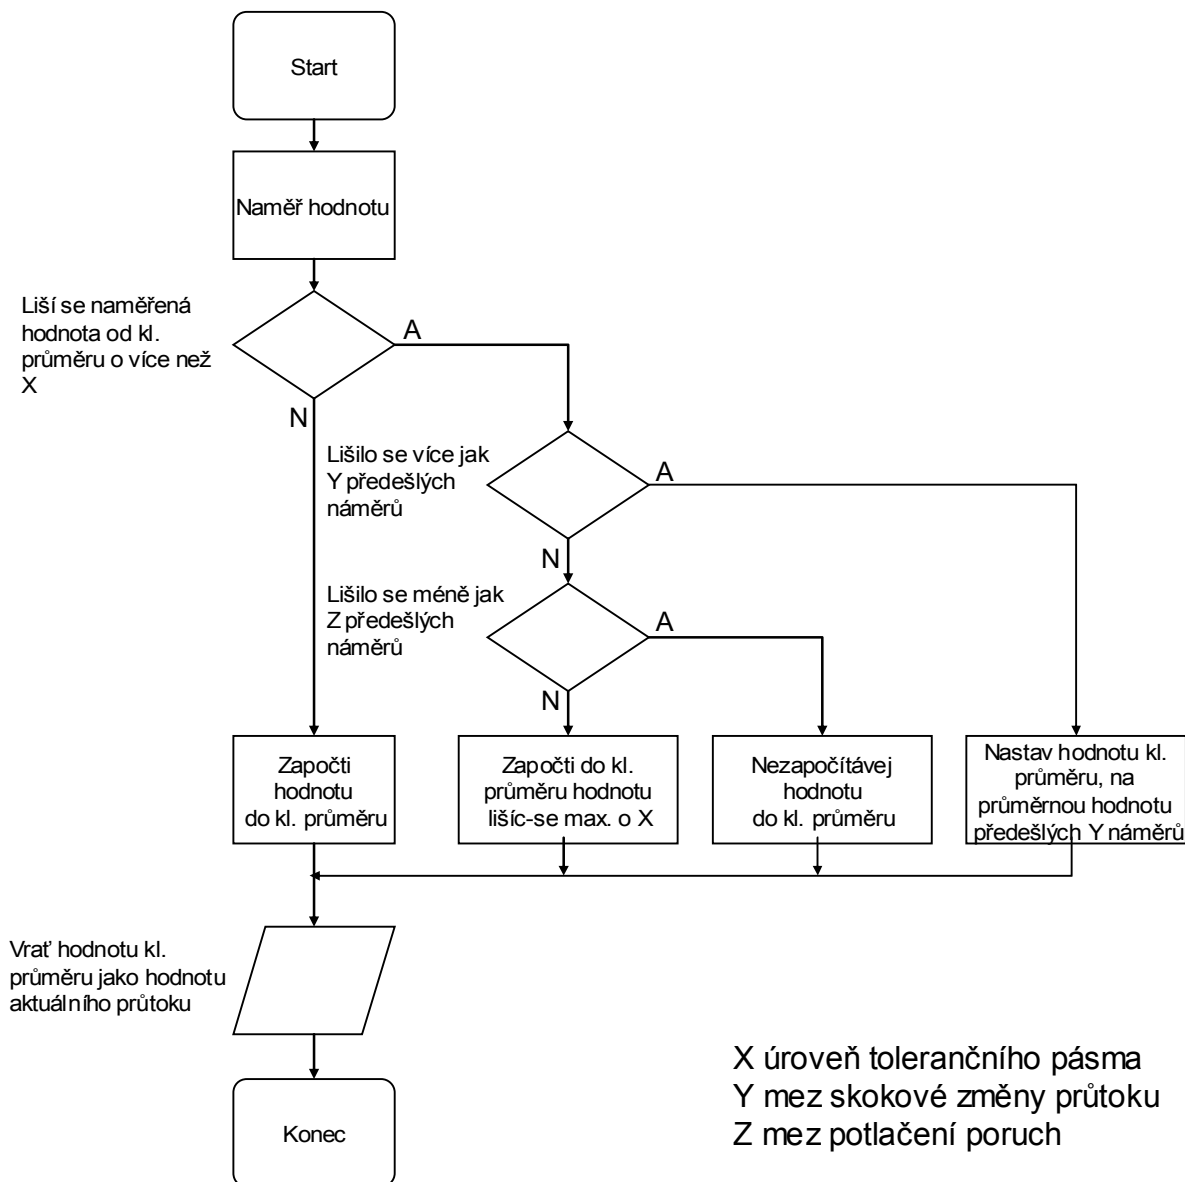 Start
Naměř hodnotu
Liší se naměřená
hodnota od kl.
průměru o více než
X
A
N
Lišilo se více jak
Y předešlých
náměrů
A
N
Lišilo se méně jak
Z předešlých
náměrů
A
N
Započti
hodnotu
do kl. průměru
Započti do kl.
průměru hodnotu
lišíc-se max. o X
Nezapočítávej
hodnotu
do kl. průměru
Nastav hodnotu kl.
průměru, na
průměrnou hodnotu
předešlých Y náměrů
Vrať hodnotu kl.
průměru jako hodnotu
aktuálního průtoku
Konec
X úroveň tolerančního pásma
Y mez skokové změny průtoku
Z mez potlačení poruch